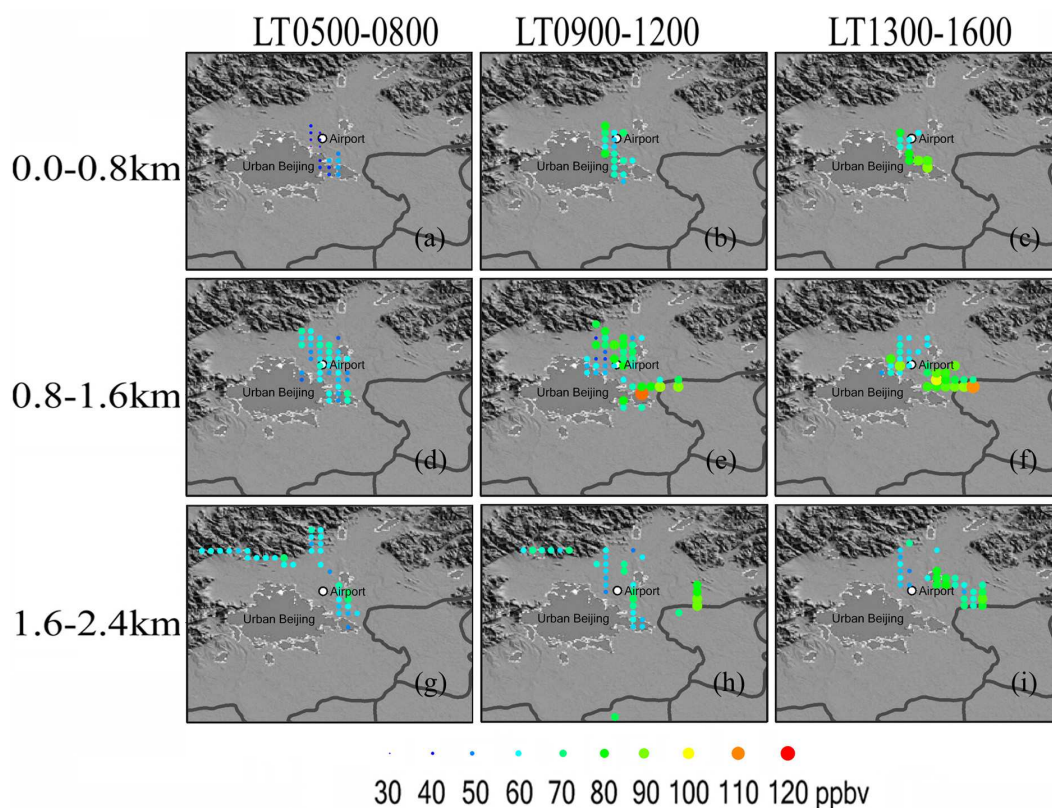 LT0500-0800 LT0900-1200 LT1300-1600
0.0-0.8km
Airport
Urban Beijing
(a)
Airport
Urban Beijing
(b)
Airport
Urban Beijing
(c)
0.8-1.6km
Airport
Urban Beijing
(d)
Airport
Urban Beijing
(e)
Airport
Urban Beijing
(f)
1.6-2.4km
Airport
Urban Beijing
(g)
Airport
Urban Beijing
(h)
Airport
Urban Beijing
(i)
30 40 50 60 70 80 90 100 110 120 ppbv